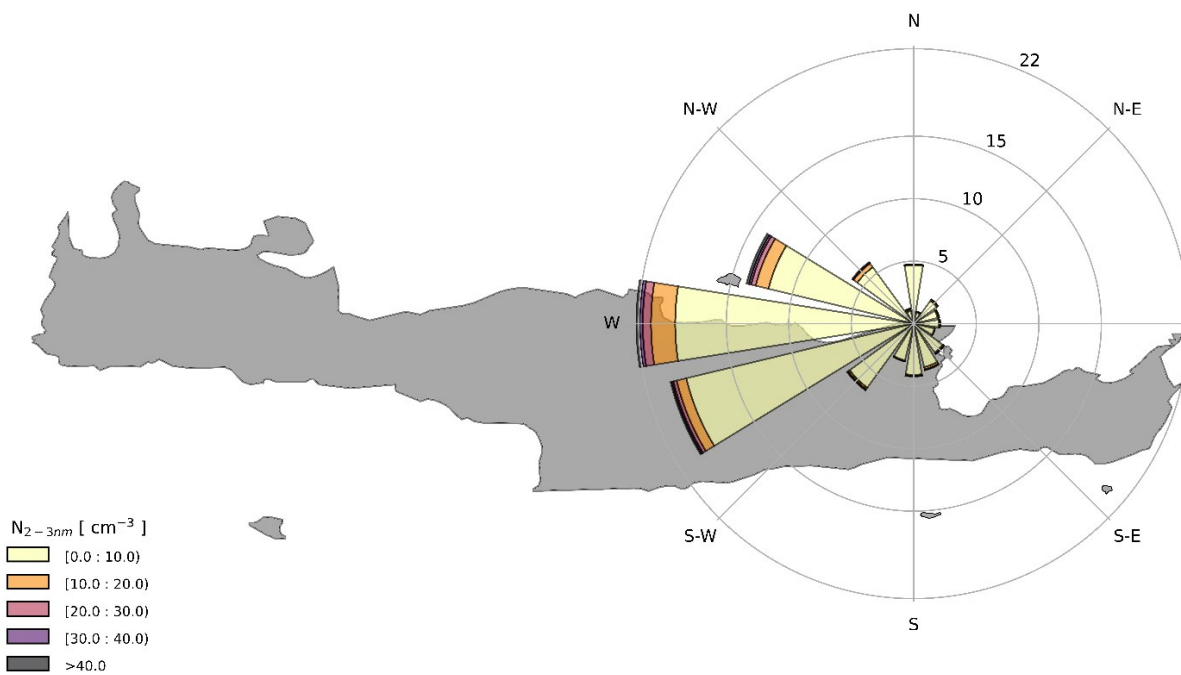 N
22
N-W
N-E
15
10
5
W
S-W
S-E
S
N₂₋₃ₙₘ [ cm⁻³ ]
[0.0 : 10.0)
[10.0 : 20.0)
[20.0 : 30.0)
[30.0 : 40.0)
>40.0